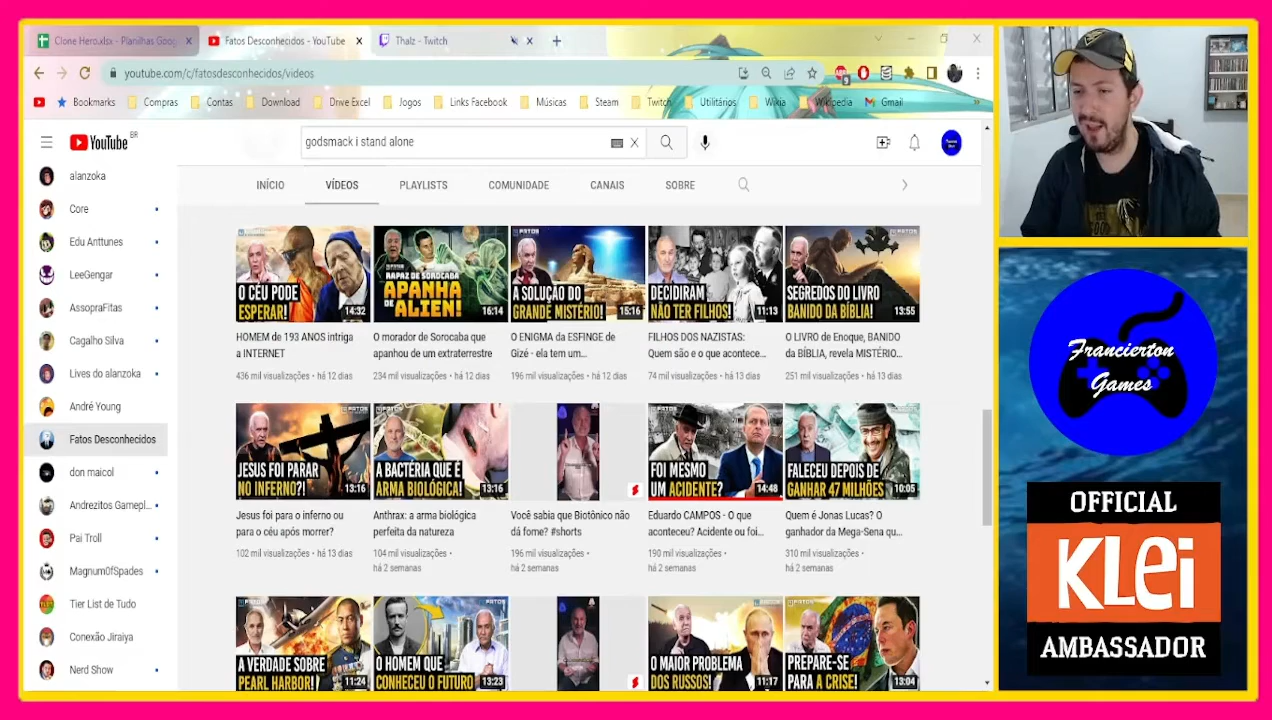 Clone Hero.xlsx - Planilhas Goog
Fatos Desconhecidos - YouTube
Thalz - Twitch
youtube.com/c/fatosdesconhecidos/videos
Bookmarks
Compras
Contas
Download
Drive Excel
Jogos
Links Facebook
Músicas
Steam
Twitch
Utilitários
Wikia
Wikipedia
Gmail
YouTube BR
godsmack i stand alone
INÍCIO
VÍDEOS
PLAYLISTS
COMUNIDADE
CANAIS
SOBRE
alanzoka
Core
Edu Anttunes
LeeGengar
AssopraFitas
Cagalho Silva
Lives do alanzoka
André Young
Fatos Desconhecidos
don maicol
Andrezitos Gamepl...
Pai Troll
MagnumOfSpades
Tier List de Tudo
Conexão Jiraiya
Nerd Show
O CÉU PODE
ESPERAR!
14:32
HOMEM de 193 ANOS intriga
a INTERNET
436 mil visualizações • há 12 dias
RAPAZ DE SOROCABA
APANHA
DE ALIEN!
16:14
O morador de Sorocaba que
apanhou de um extraterrestre
234 mil visualizações • há 12 dias
A SOLUÇÃO DO
GRANDE MISTÉRIO!
15:16
O ENIGMA da ESFINGE de
Gizé - ela tem um...
196 mil visualizações • há 12 dias
DECIDIRAM
NÃO TER FILHOS!
11:13
FILHOS DOS NAZISTAS:
Quem são e o que acontece...
74 mil visualizações • há 13 dias
SEGREDOS DO LIVRO
BANIDO DA BÍBLIA!
13:55
O LIVRO de Enoque, BANIDO
da BÍBLIA, revela MISTÉRIO...
251 mil visualizações • há 13 dias
JESUS FOI PARAR
NO INFERNO?!
13:16
Jesus foi para o inferno ou
para o céu após morrer?
102 mil visualizações • há 13 dias
A BACTÉRIA QUE É
ARMA BIOLÓGICA!
13:16
Anthrax: a arma biológica
perfeita da natureza
104 mil visualizações •
há 2 semanas
Você sabia que Biotônico não
dá fome? #shorts
196 mil visualizações •
há 2 semanas
FOI MESMO
UM ACIDENTE?
14:48
Eduardo CAMPOS - O que
aconteceu? Acidente ou foi...
190 mil visualizações •
há 2 semanas
FALECEU DEPOIS DE
GANHAR 47 MILHÕES
10:05
Quem é Jonas Lucas? O
ganhador da Mega-Sena qu...
310 mil visualizações •
há 2 semanas
A VERDADE SOBRE
PEARL HARBOR!
11:24
O HOMEM QUE
CONHECEU O FUTURO
13:23
O MAIOR PROBLEMA
DOS RUSSOS!
11:17
PREPARE-SE
PARA A CRISE!
13:04
Francierton
Games
OFFICIAL
KLEi
AMBASSADOR